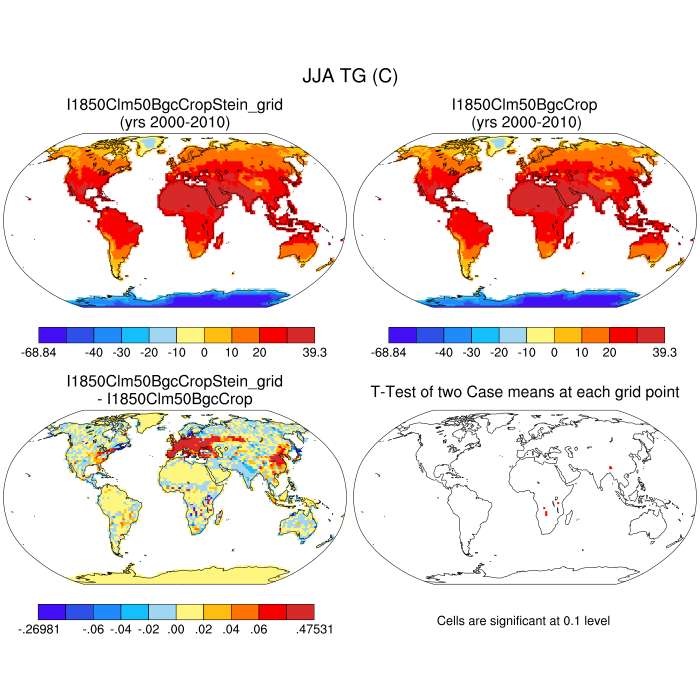 JJA TG (C)
I1850Clm50BgcCropStein_grid
(yrs 2000-2010)
I1850Clm50BgcCrop
(yrs 2000-2010)
-68.84 -40 -30 -20 -10 0 10 20 39.3
-68.84 -40 -30 -20 -10 0 10 20 39.3
I1850Clm50BgcCropStein_grid
- I1850Clm50BgcCrop
T-Test of two Case means at each grid point
-.26981 -.06 -.04 -.02 .00 .02 .04 .06 .47531
Cells are significant at 0.1 level